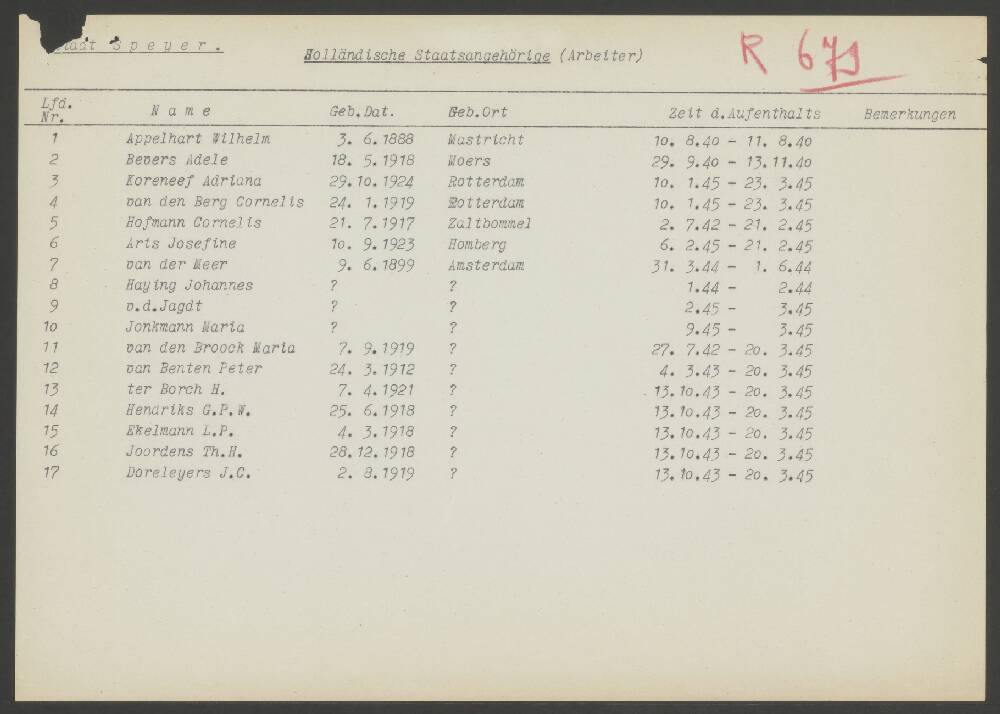 Stadt Speyer.
Holländische Staatsangehörige (Arbeiter)
R 679
Lfd. Nr. Name Geb.Dat. Geb.Ort Zeit d.Aufenthalts Bemerkungen
1 Appelhart Wilhelm 3. 6.1888 Mastricht 10. 8.40 - 11. 8.40
2 Bevers Adele 18. 5.1918 Moers 29. 9.40 - 13.11.40
3 Koreneef Adriana 29.10.1924 Rotterdam 10. 1.45 - 23. 3.45
4 van den Berg Cornelis 24. 1.1919 Rotterdam 10. 1.45 - 23. 3.45
5 Hofmann Cornelis 21. 7.1917 Zaltbommel 2. 7.42 - 21. 2.45
6 Arts Josefine 10. 9.1923 Homberg 6. 2.45 - 21. 2.45
7 van der Meer 9. 6.1899 Amsterdam 31. 3.44 - 1. 6.44
8 Haying Johannes ? ? 1.44 - 2.44
9 v.d.Jagdt ? ? 2.45 - 3.45
10 Jonkmann Maria ? ? 9.45 - 3.45
11 van den Broock Maria 7. 9.1919 ? 27. 7.42 - 20. 3.45
12 van Benten Peter 24. 3.1912 ? 4. 3.43 - 20. 3.45
13 ter Borch H. 7. 4.1921 ? 13.10.43 - 20. 3.45
14 Hendriks G.P.W. 25. 6.1918 ? 13.10.43 - 20. 3.45
15 Ekelmann L.P. 4. 3.1918 ? 13.10.43 - 20. 3.45
16 Joordens Th.H. 28.12.1918 ? 13.10.43 - 20. 3.45
17 Doreleyers J.C. 2. 8.1919 ? 13.10.43 - 20. 3.45